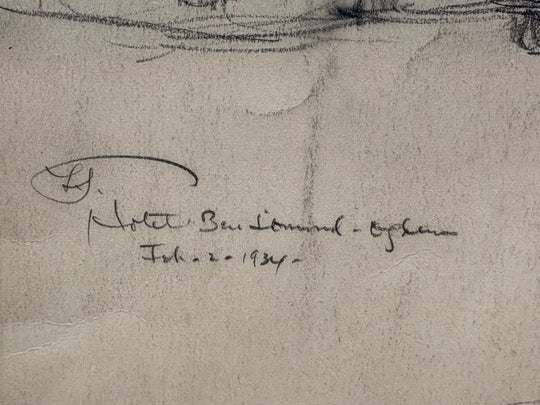 Hotel Ben Lomond - Ogden
Feb - 2 - 1934 -